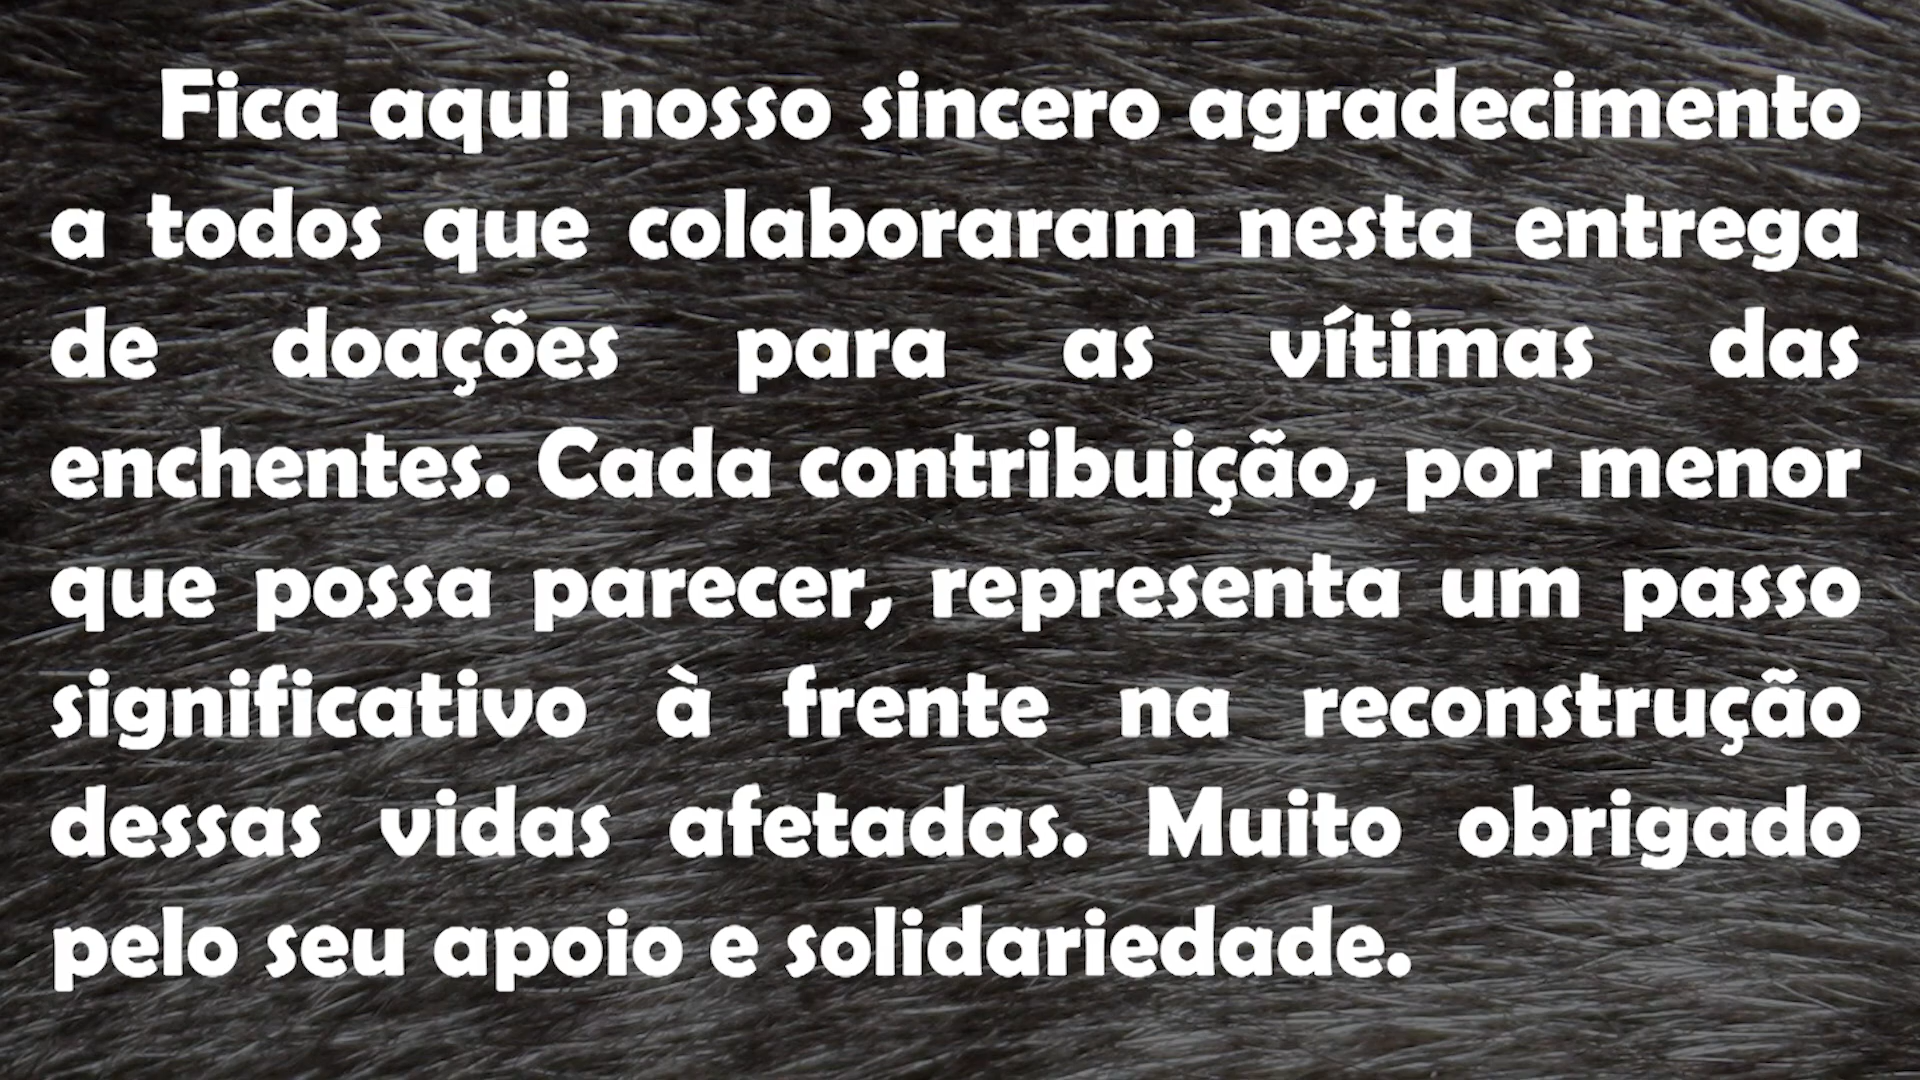 Fica aqui nosso sincero agradecimento
a todos que colaboraram nesta entrega
de doações para as vítimas das
enchentes. Cada contribuição, por menor
que possa parecer, representa um passo
significativo à frente na reconstrução
dessas vidas afetadas. Muito obrigado
pelo seu apoio e solidariedade.